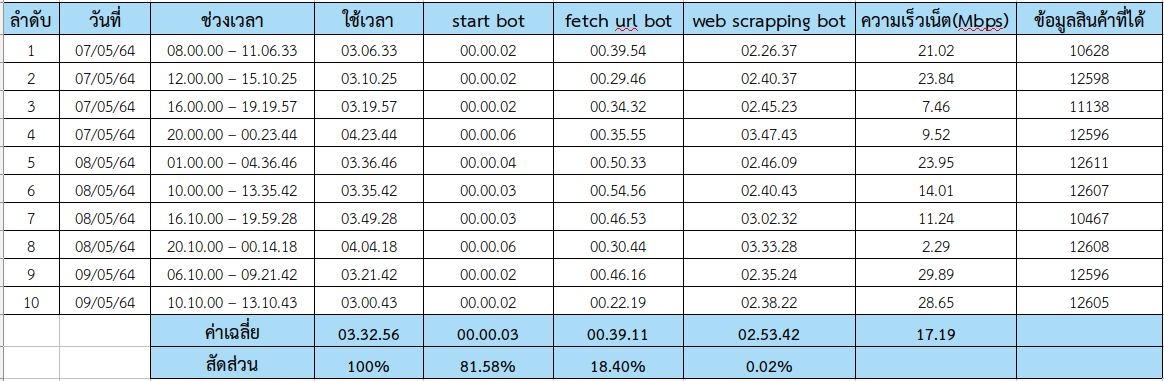 ลำดับ วันที่ ช่วงเวลา ใช้เวลา start bot fetch url bot web scrapping bot ความเร็วเน็ต(Mbps) ข้อมูลสินค้าที่ได้
1 07/05/64 08.00.00 – 11.06.33 03.06.33 00.00.02 00.39.54 02.26.37 21.02 10628
2 07/05/64 12.00.00 – 15.10.25 03.10.25 00.00.02 00.29.46 02.40.37 23.84 12598
3 07/05/64 16.00.00 – 19.19.57 03.19.57 00.00.02 00.34.32 02.45.23 7.46 11138
4 07/05/64 20.00.00 – 00.23.44 04.23.44 00.00.06 00.35.55 03.47.43 9.52 12596
5 08/05/64 01.00.00 – 04.36.46 03.36.46 00.00.04 00.50.33 02.46.09 23.95 12611
6 08/05/64 10.00.00 – 13.35.42 03.35.42 00.00.03 00.54.56 02.40.43 14.01 12607
7 08/05/64 16.10.00 – 19.59.28 03.49.28 00.00.03 00.46.53 03.02.32 11.24 10467
8 08/05/64 20.10.00 – 00.14.18 04.04.18 00.00.06 00.30.44 03.33.28 2.29 12608
9 09/05/64 06.10.00 – 09.21.42 03.21.42 00.00.02 00.46.16 02.35.24 29.89 12596
10 09/05/64 10.10.00 – 13.10.43 03.00.43 00.00.02 00.22.19 02.38.22 28.65 12605
ค่าเฉลี่ย 03.32.56 00.00.03 00.39.11 02.53.42 17.19
สัดส่วน 100% 81.58% 18.40% 0.02%